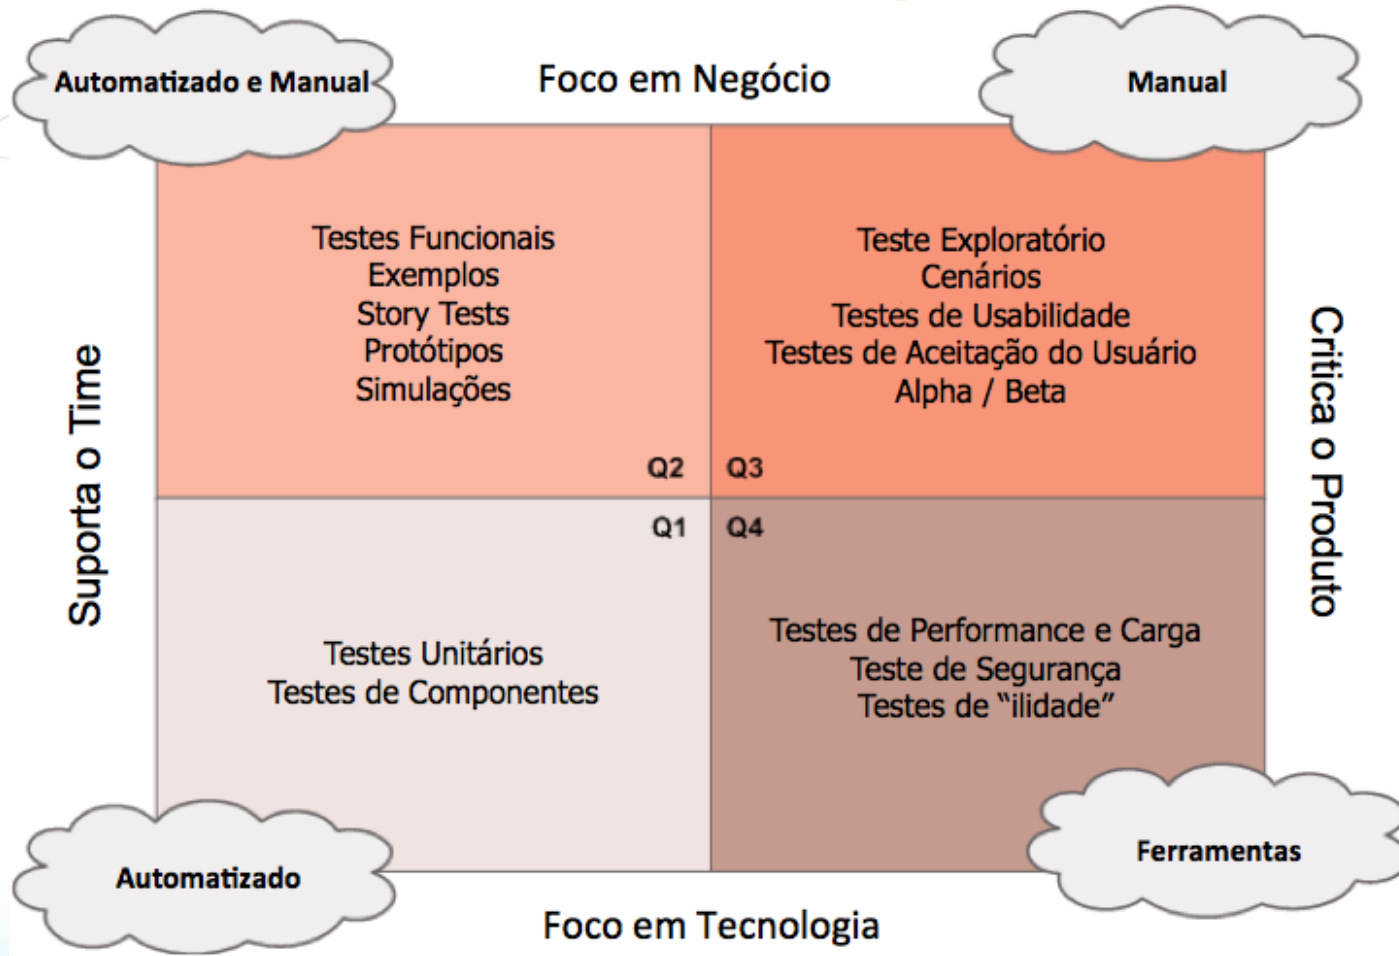 Automatizado e Manual
Foco em Negócio
Manual
Testes Funcionais
Exemplos
Story Tests
Protótipos
Simulações
Q2
Teste Exploratório
Cenários
Testes de Usabilidade
Testes de Aceitação do Usuário
Alpha / Beta
Q3
Suporta o Time
Critica o Produto
Q1
Testes Unitários
Testes de Componentes
Q4
Testes de Performance e Carga
Teste de Segurança
Testes de “ilidade”
Automatizado
Ferramentas
Foco em Tecnologia